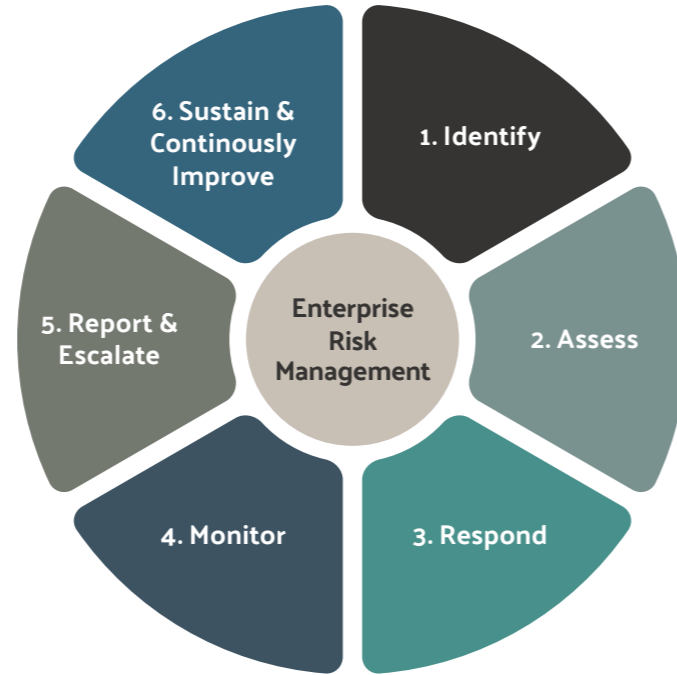 Enterprise
Risk
Management
1. Identify
2. Assess
3. Respond
4. Monitor
5. Report &
Escalate
6. Sustain &
Continously
Improve